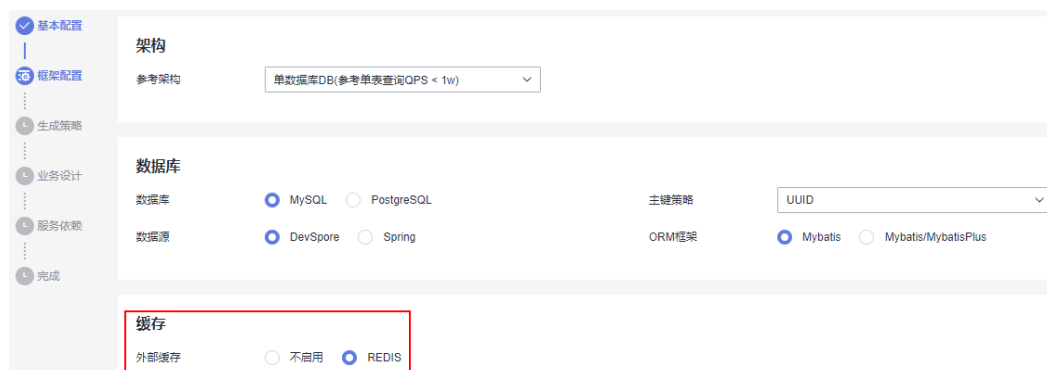 基本配置
框架配置
生成策略
业务设计
服务依赖
完成
架构
参考架构 单数据库DB(参考单表查询QPS < 1w)
数据库
数据库 MySQL PostgreSQL 主键策略 UUID
数据源 DevSpore Spring ORM框架 Mybatis Mybatis/MybatisPlus
缓存
外部缓存 不启用 REDIS